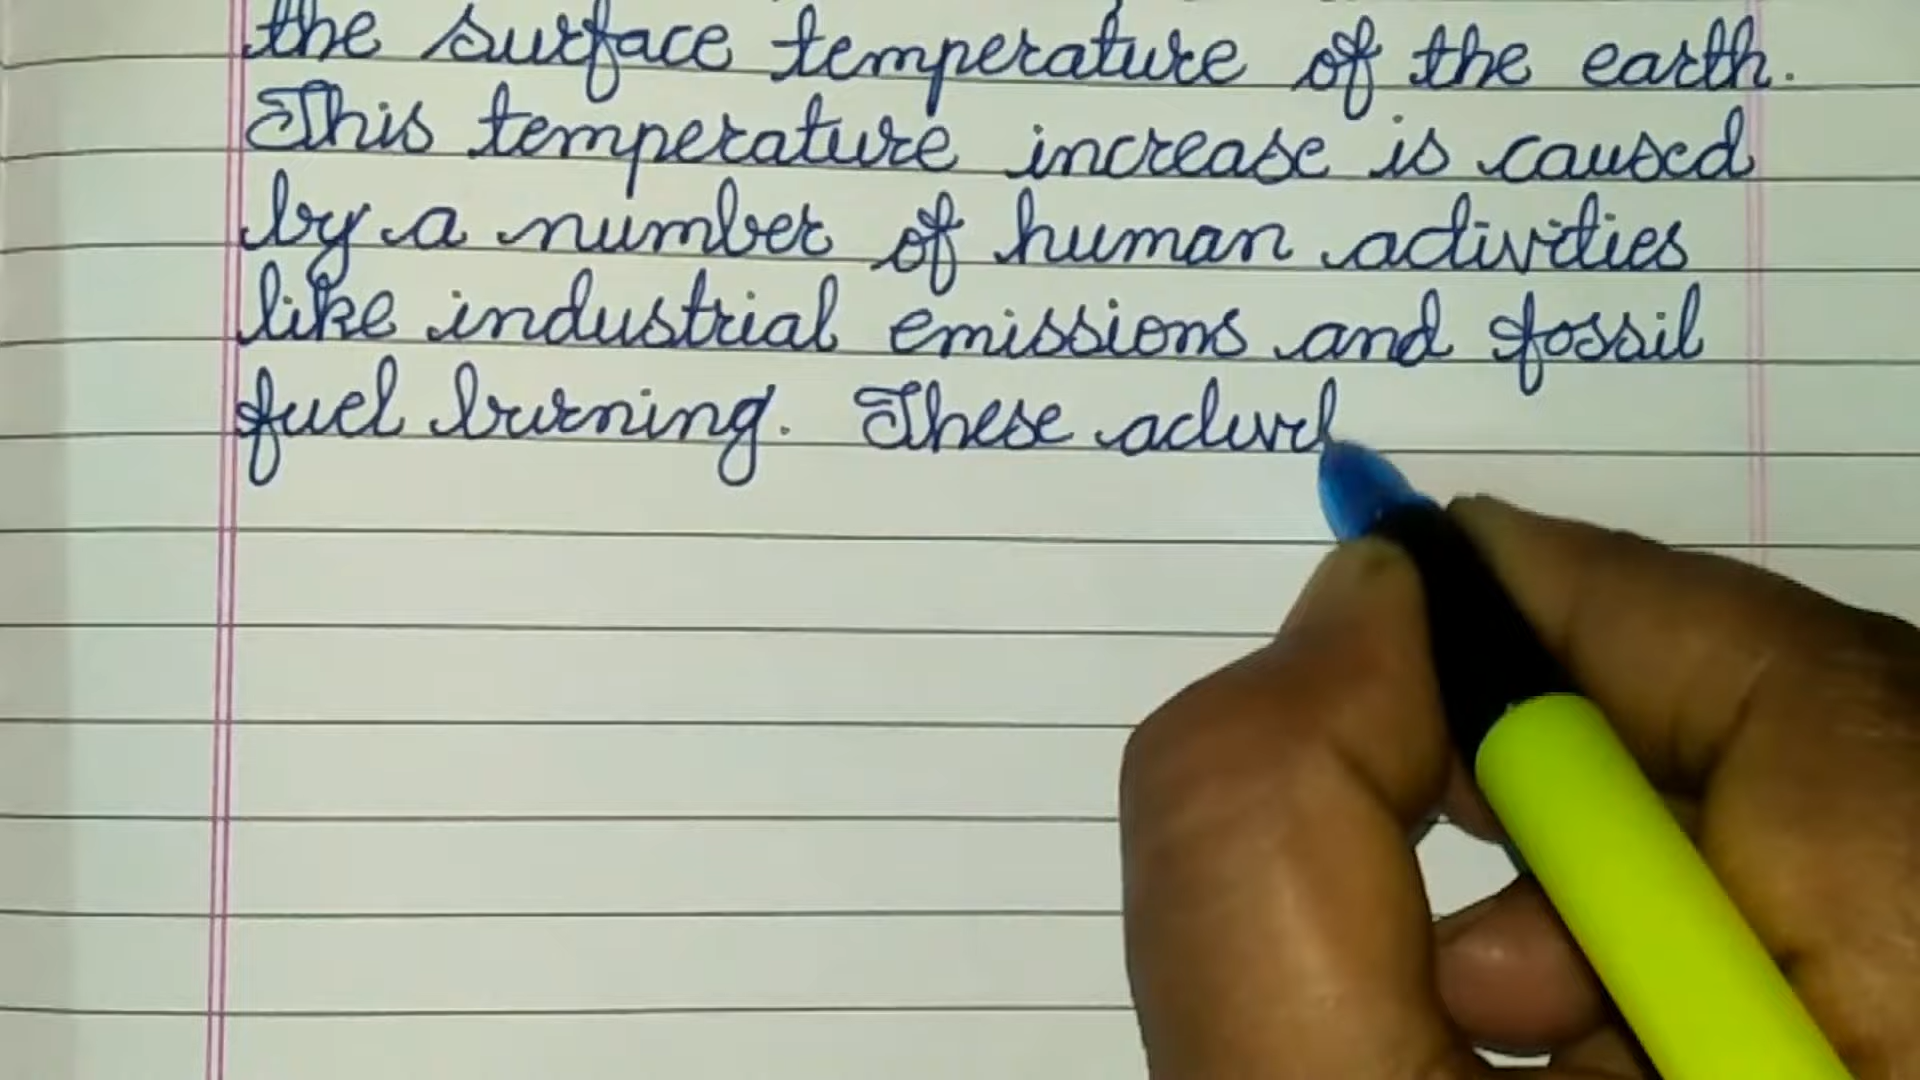 the surface temperature of the earth.
This temperature increase is caused
by a number of human activities
like industrial emissions and fossil
fuel burning. These